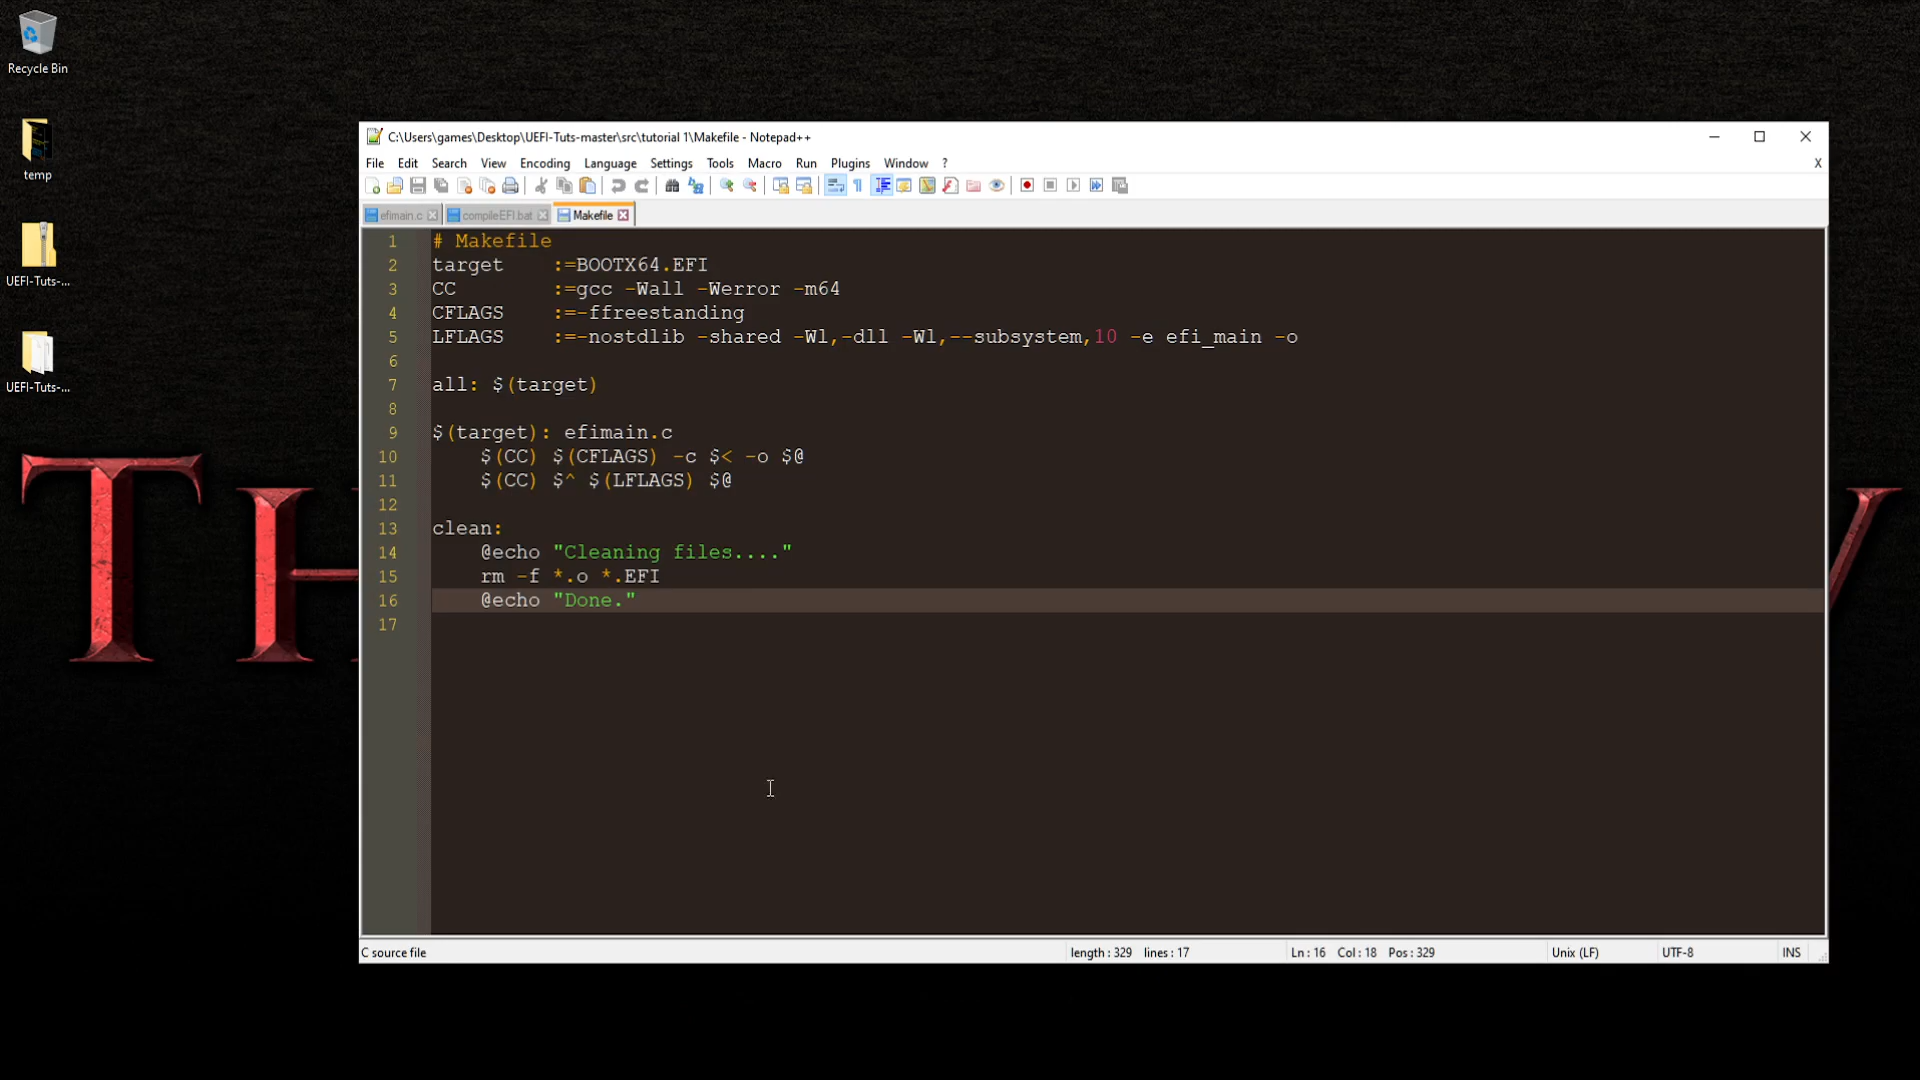 Recycle Bin
temp
UEFI-Tuts-...
UEFI-Tuts-...
C:\Users\games\Desktop\UEFI-Tuts-master\src\tutorial 1\Makefile - Notepad++
File Edit Search View Encoding Language Settings Tools Macro Run Plugins Window ? X
efimain.c compileEFI.bat Makefile
1 # Makefile
2 target :=BOOTX64.EFI
3 CC :=gcc -Wall -Werror -m64
4 CFLAGS :=-ffreestanding
5 LFLAGS :=-nostdlib -shared -Wl,-dll -Wl,--subsystem,10 -e efi_main -o
6
7 all: $(target)
8
9 $(target): efimain.c
10 $(CC) $(CFLAGS) -c $< -o $@
11 $(CC) $^ $(LFLAGS) $@
12
13 clean:
14 @echo "Cleaning files...."
15 rm -f *.o *.EFI
16 @echo "Done."
17
C source file length : 329 lines : 17 Ln : 16 Col : 18 Pos : 329 Unix (LF) UTF-8 INS